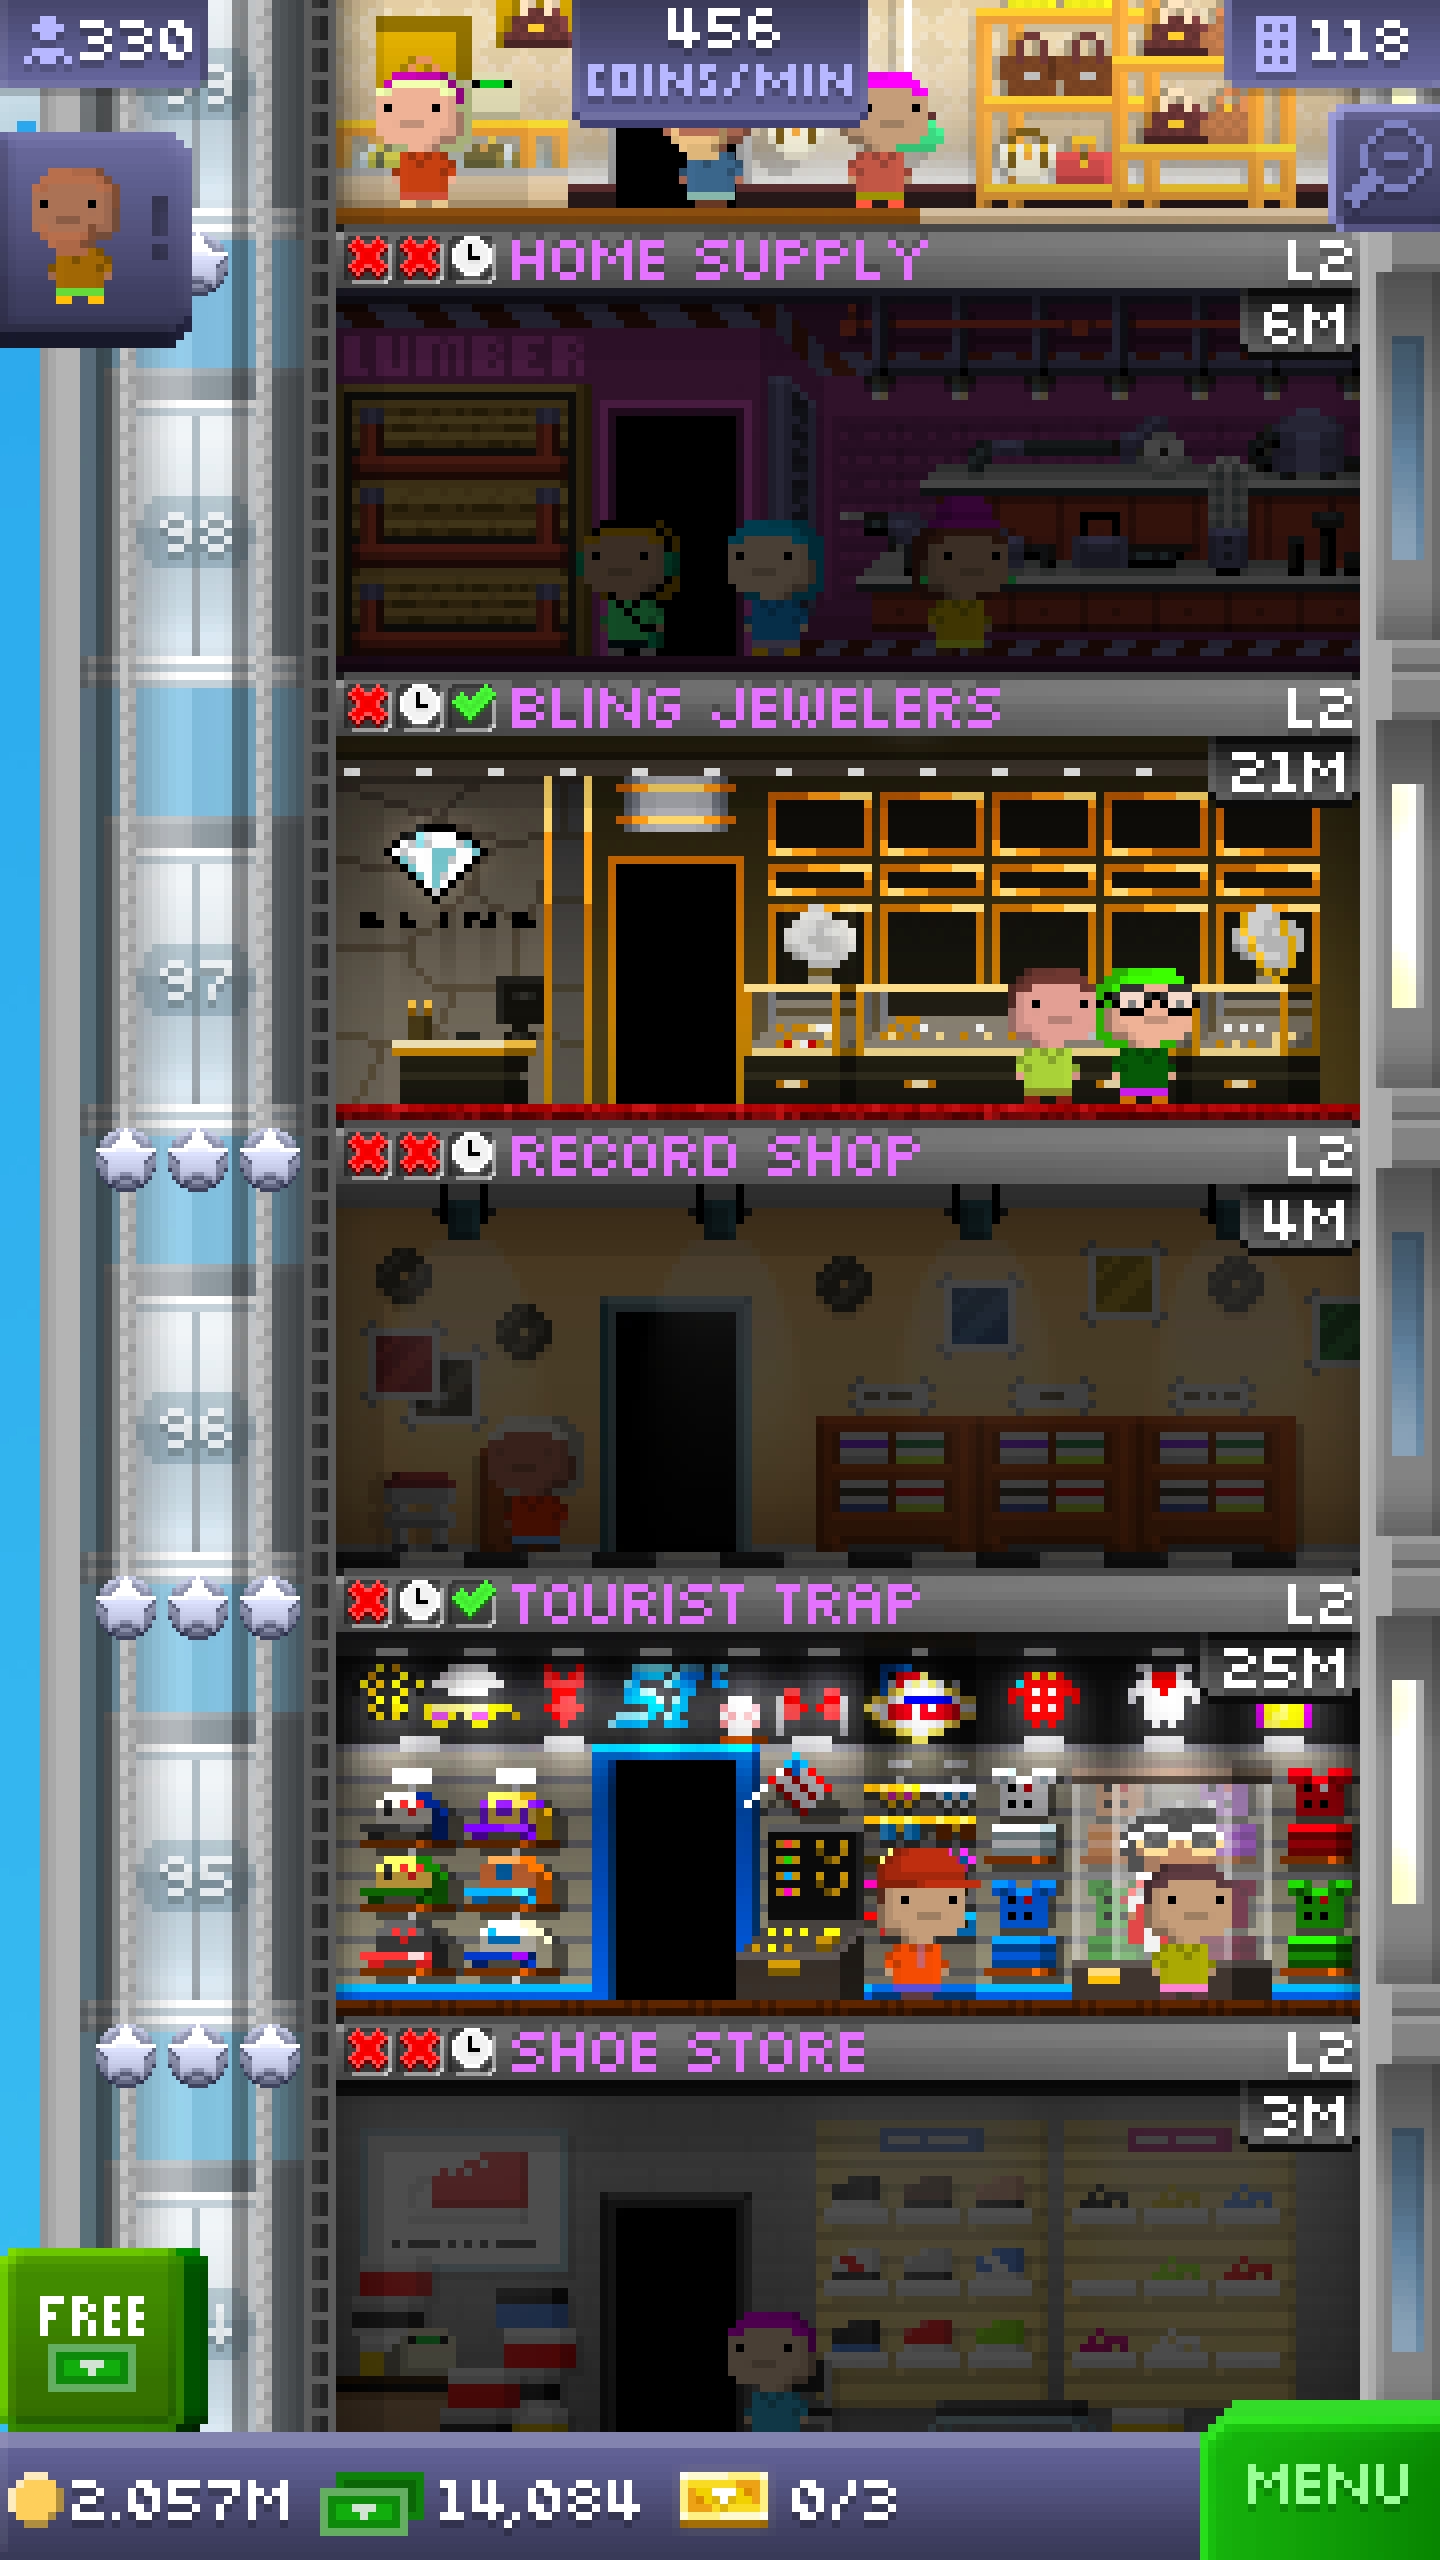 330
456
COINS/MIN
118
HOME SUPPLY
L2
6M
LUMBER
98
BLING JEWELERS
L2
21M
BLING
97
RECORD SHOP
L2
4M
96
TOURIST TRAP
L2
25M
95
SHOE STORE
L2
3M
FREE
2.057M
14,084
0/3
MENU